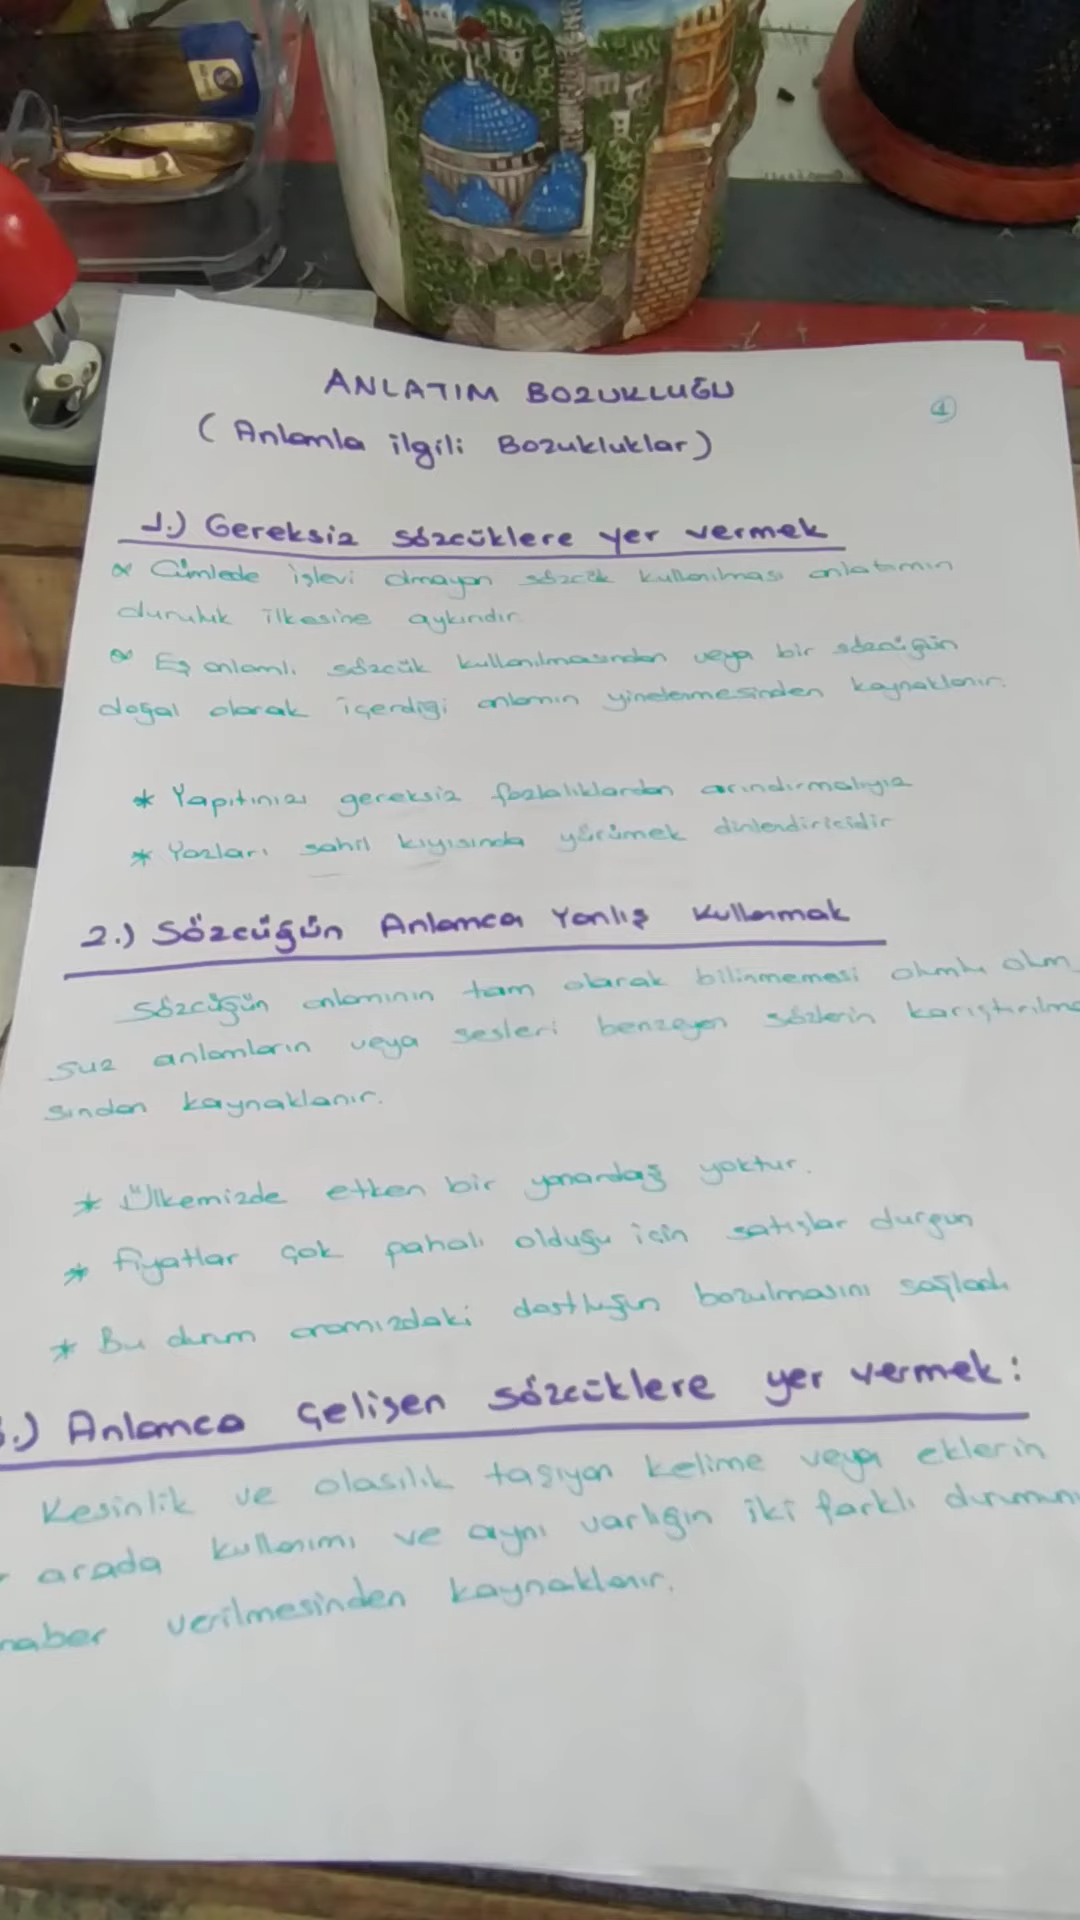 ANLATIM BOZUKLUĞU
1
(Anlamla ilgili Bozukluklar)
1.) Gereksiz sözcüklere yer vermek
Cümlede işlevi olmayan sözcük kullanılması anlatımın
duruluk ilkesine aykırıdır
Eş anlamlı sözcük kullanılmasından veya bir sözcüğün
doğal olarak içerdiği anlamın yinelenmesinden kaynaklanır.
* Yapıtınızı gereksiz fazlalıklardan arındırmalıyız
* Yazları sahil kıyısında yürümek dinlendiricidir
2.) Sözcüğün Anlamca Yanlış Kullanmak
Sözcüğün anlamının tam olarak bilinmemesi olumlu olum
suz anlamların veya sesleri benzeyen sözlerin karıştırılma
sından kaynaklanır.
* Ülkemizde etken bir yanardağ yoktur.
* fiyatlar çok pahalı olduğu için satışlar durgun
* Bu durum aramızdaki dostluğun bozulmasını sağladı
3.) Anlamca Çelişen sözcüklere yer vermek:
Kesinlik ve olasılık taşıyan kelime veya eklerin
arada kullanımı ve aynı varlığın iki farklı durumun
haber verilmesinden kaynaklanır.